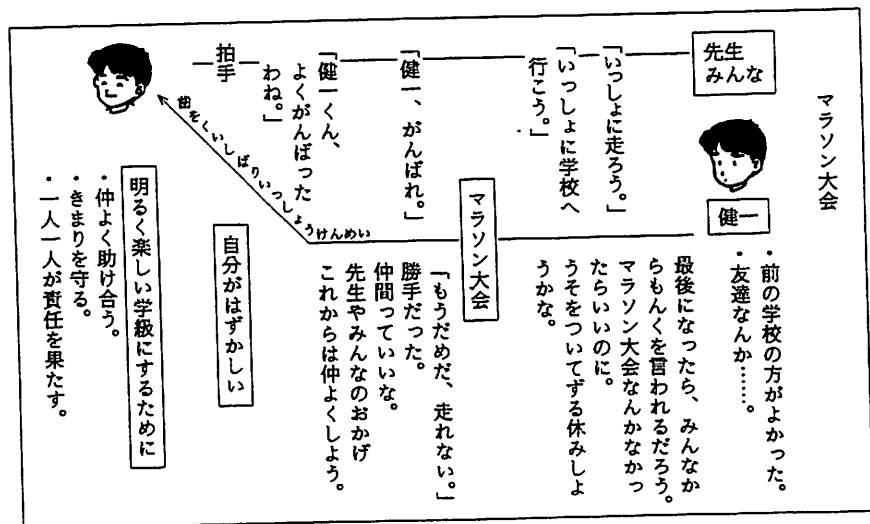 マラソン大会
先生
みんな
健一
・前の学校の方がよかった。
・友達なんか……。
「いっしょに走ろう。」
「いっしょに学校へ
行こう。」
最後になったら、みんなか
らもんくを言われるだろう。
マラソン大会なんかなかっ
たらいいのに。
うそをついてずる休みしよ
うかな。
マラソン大会
「健一、がんばれ。」
「健一くん、
よくがんばった
わね。」
拍手
「もうだめだ、走れない。」
勝手だった。
仲間っていいな。
先生やみんなのおかげ
これからは仲よくしよう。
歯をくいしばりいっしょうけんめい
自分がはずかしい
明るく楽しい学級にするために
・仲よく助け合う。
・きまりを守る。
・一人一人が責任を果たす。